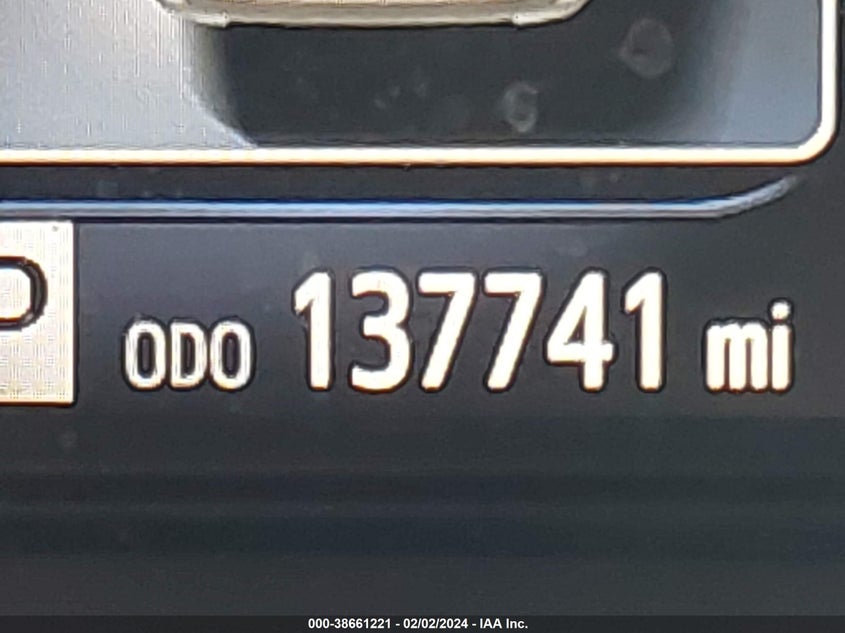 P
ODO 137741 mi
000-38661221 - 02/02/2024 - IAA Inc.